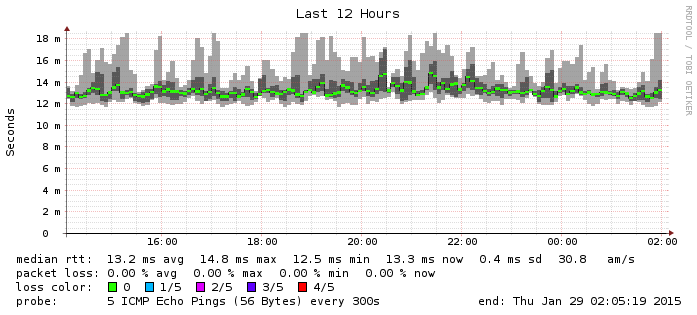 Last 12 Hours
RRDTOOL / TOBI OETIKER
Seconds
18 m
16 m
14 m
12 m
10 m
8 m
6 m
4 m
2 m
0
16:00 18:00 20:00 22:00 00:00 02:00
median rtt: 13.2 ms avg 14.8 ms max 12.5 ms min 13.3 ms now 0.4 ms sd 30.8 am/s
packet loss: 0.00 % avg 0.00 % max 0.00 % min 0.00 % now
loss color: 0 1/5 2/5 3/5 4/5
probe: 5 ICMP Echo Pings (56 Bytes) every 300s end: Thu Jan 29 02:05:19 2015